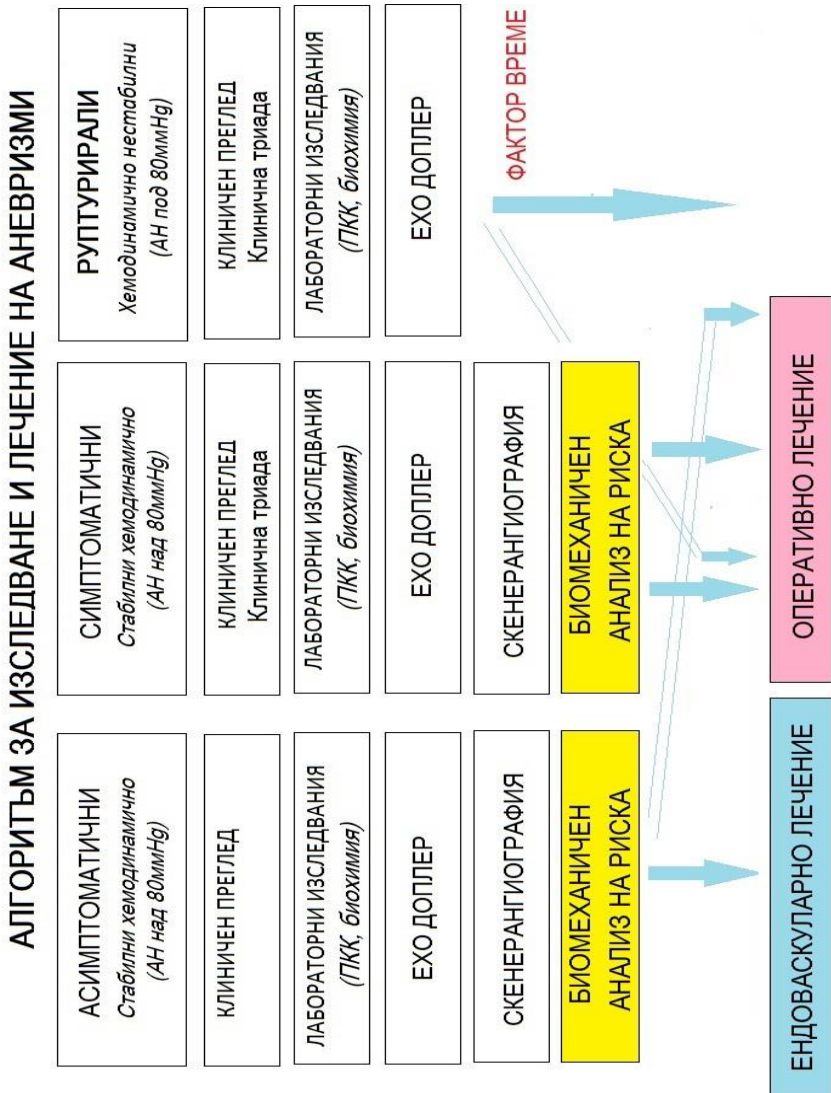 АЛГОРИТЪМ ЗА ИЗСЛЕДВАНЕ И ЛЕЧЕНИЕ НА АНЕВРИЗМИ
АСИМПТОМАТИЧНИ
Стабилни хемодинамично
(АН над 80ммHg)
КЛИНИЧЕН ПРЕГЛЕД
ЛАБОРАТОРНИ ИЗСЛЕДВАНИЯ
(ПКК, биохимия)
ЕХО ДОПЛЕР
СКЕНЕРАНГИОГРАФИЯ
БИОМЕХАНИЧЕН
АНАЛИЗ НА РИСКА
СИМПТОМАТИЧНИ
Стабилни хемодинамично
(АН над 80ммHg)
КЛИНИЧЕН ПРЕГЛЕД
Клинична триада
ЛАБОРАТОРНИ ИЗСЛЕДВАНИЯ
(ПКК, биохимия)
ЕХО ДОПЛЕР
СКЕНЕРАНГИОГРАФИЯ
БИОМЕХАНИЧЕН
АНАЛИЗ НА РИСКА
РУПТУРИРАЛИ
Хемодинамично нестабилни
(АН под 80ммHg)
КЛИНИЧЕН ПРЕГЛЕД
Клинична триада
ЛАБОРАТОРНИ ИЗСЛЕДВАНИЯ
(ПКК, биохимия)
ЕХО ДОПЛЕР
ФАКТОР ВРЕМЕ
ЕНДОВАСКУЛАРНО ЛЕЧЕНИЕ
ОПЕРАТИВНО ЛЕЧЕНИЕ